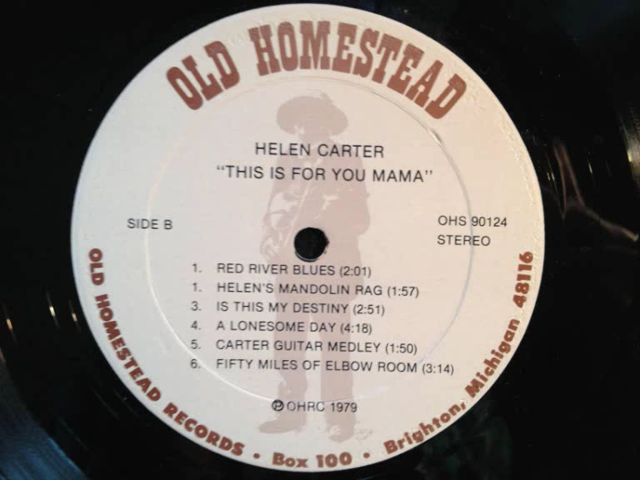 OLD HOMESTEAD
HELEN CARTER
"THIS IS FOR YOU MAMA"
SIDE B
OHS 90124
STEREO
1. RED RIVER BLUES (2:01)
1. HELEN'S MANDOLIN RAG (1:57)
3. IS THIS MY DESTINY (2:51)
4. A LONESOME DAY (4:18)
5. CARTER GUITAR MEDLEY (1:50)
6. FIFTY MILES OF ELBOW ROOM (3:14)
℗ OHRC 1979
OLD HOMESTEAD RECORDS • Box 100 • Brighton, Michigan 48116